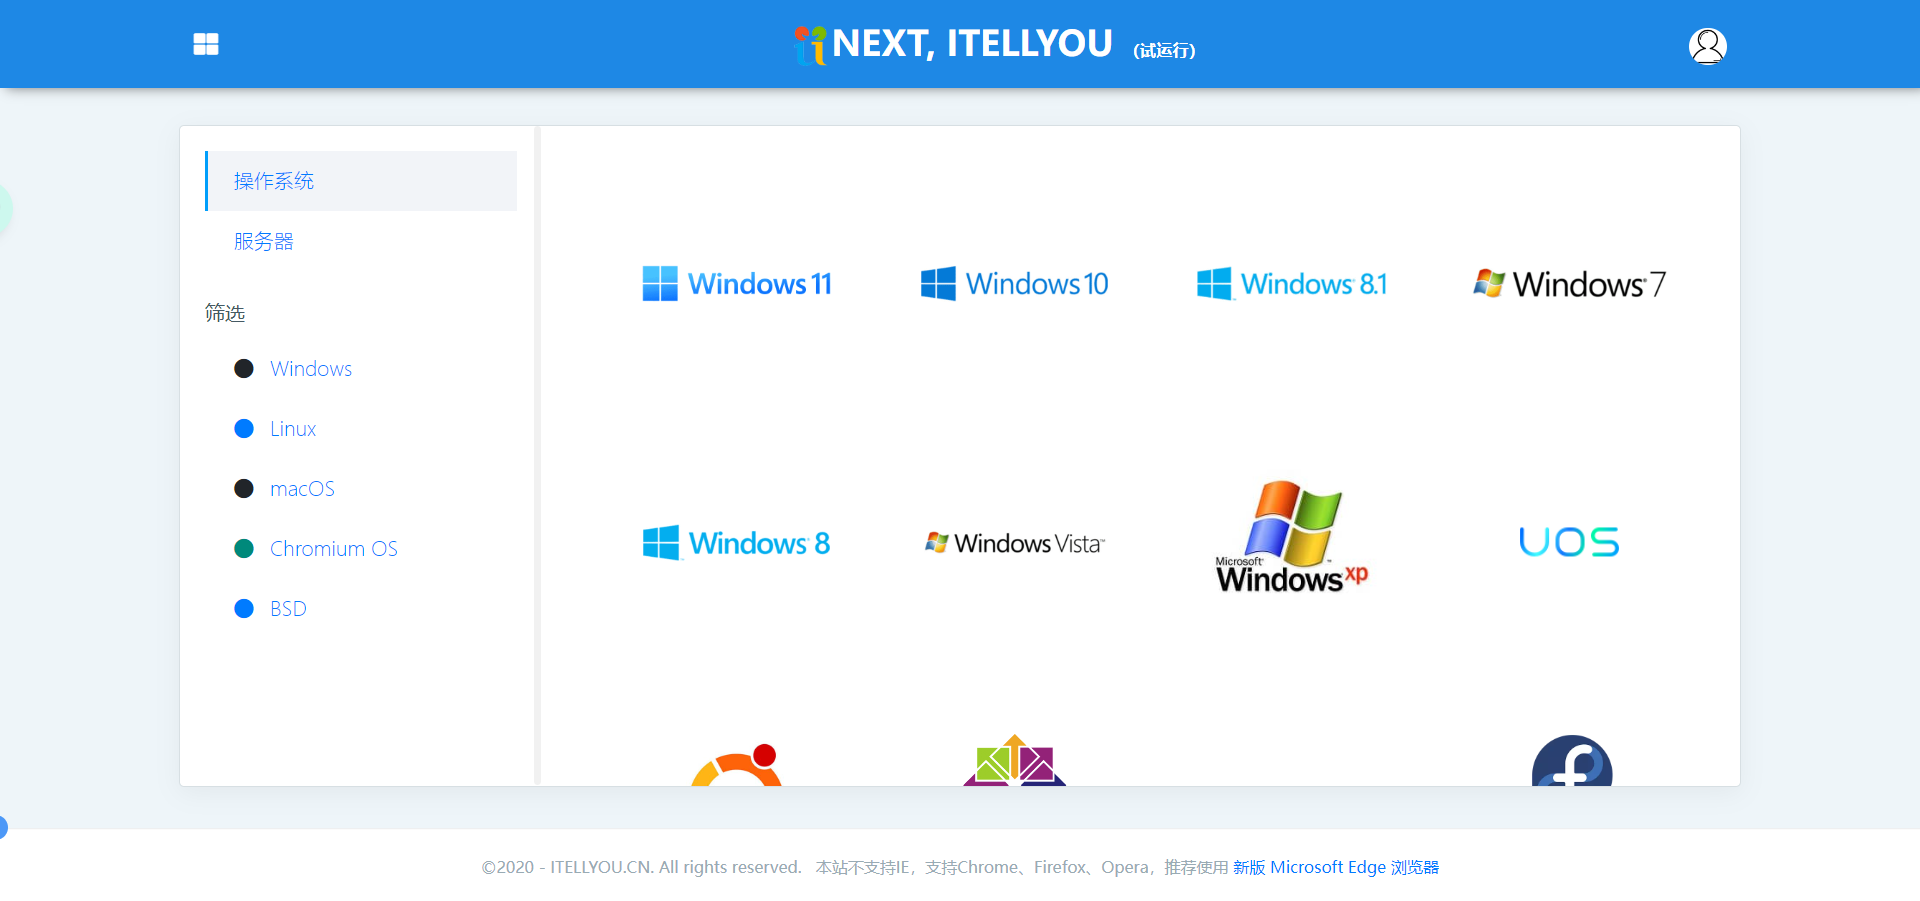 NEXT, ITELLYOU (试运行)
操作系统
服务器
筛选
Windows
Linux
macOS
Chromium OS
BSD
Windows 11
Windows 10
Windows 8.1
Windows 7
Windows 8
Windows Vista
Microsoft
Windows xp
UOS
©2020 - ITELLYOU.CN. All rights reserved. 本站不支持IE，支持Chrome、Firefox、Opera，推荐使用 新版 Microsoft Edge 浏览器